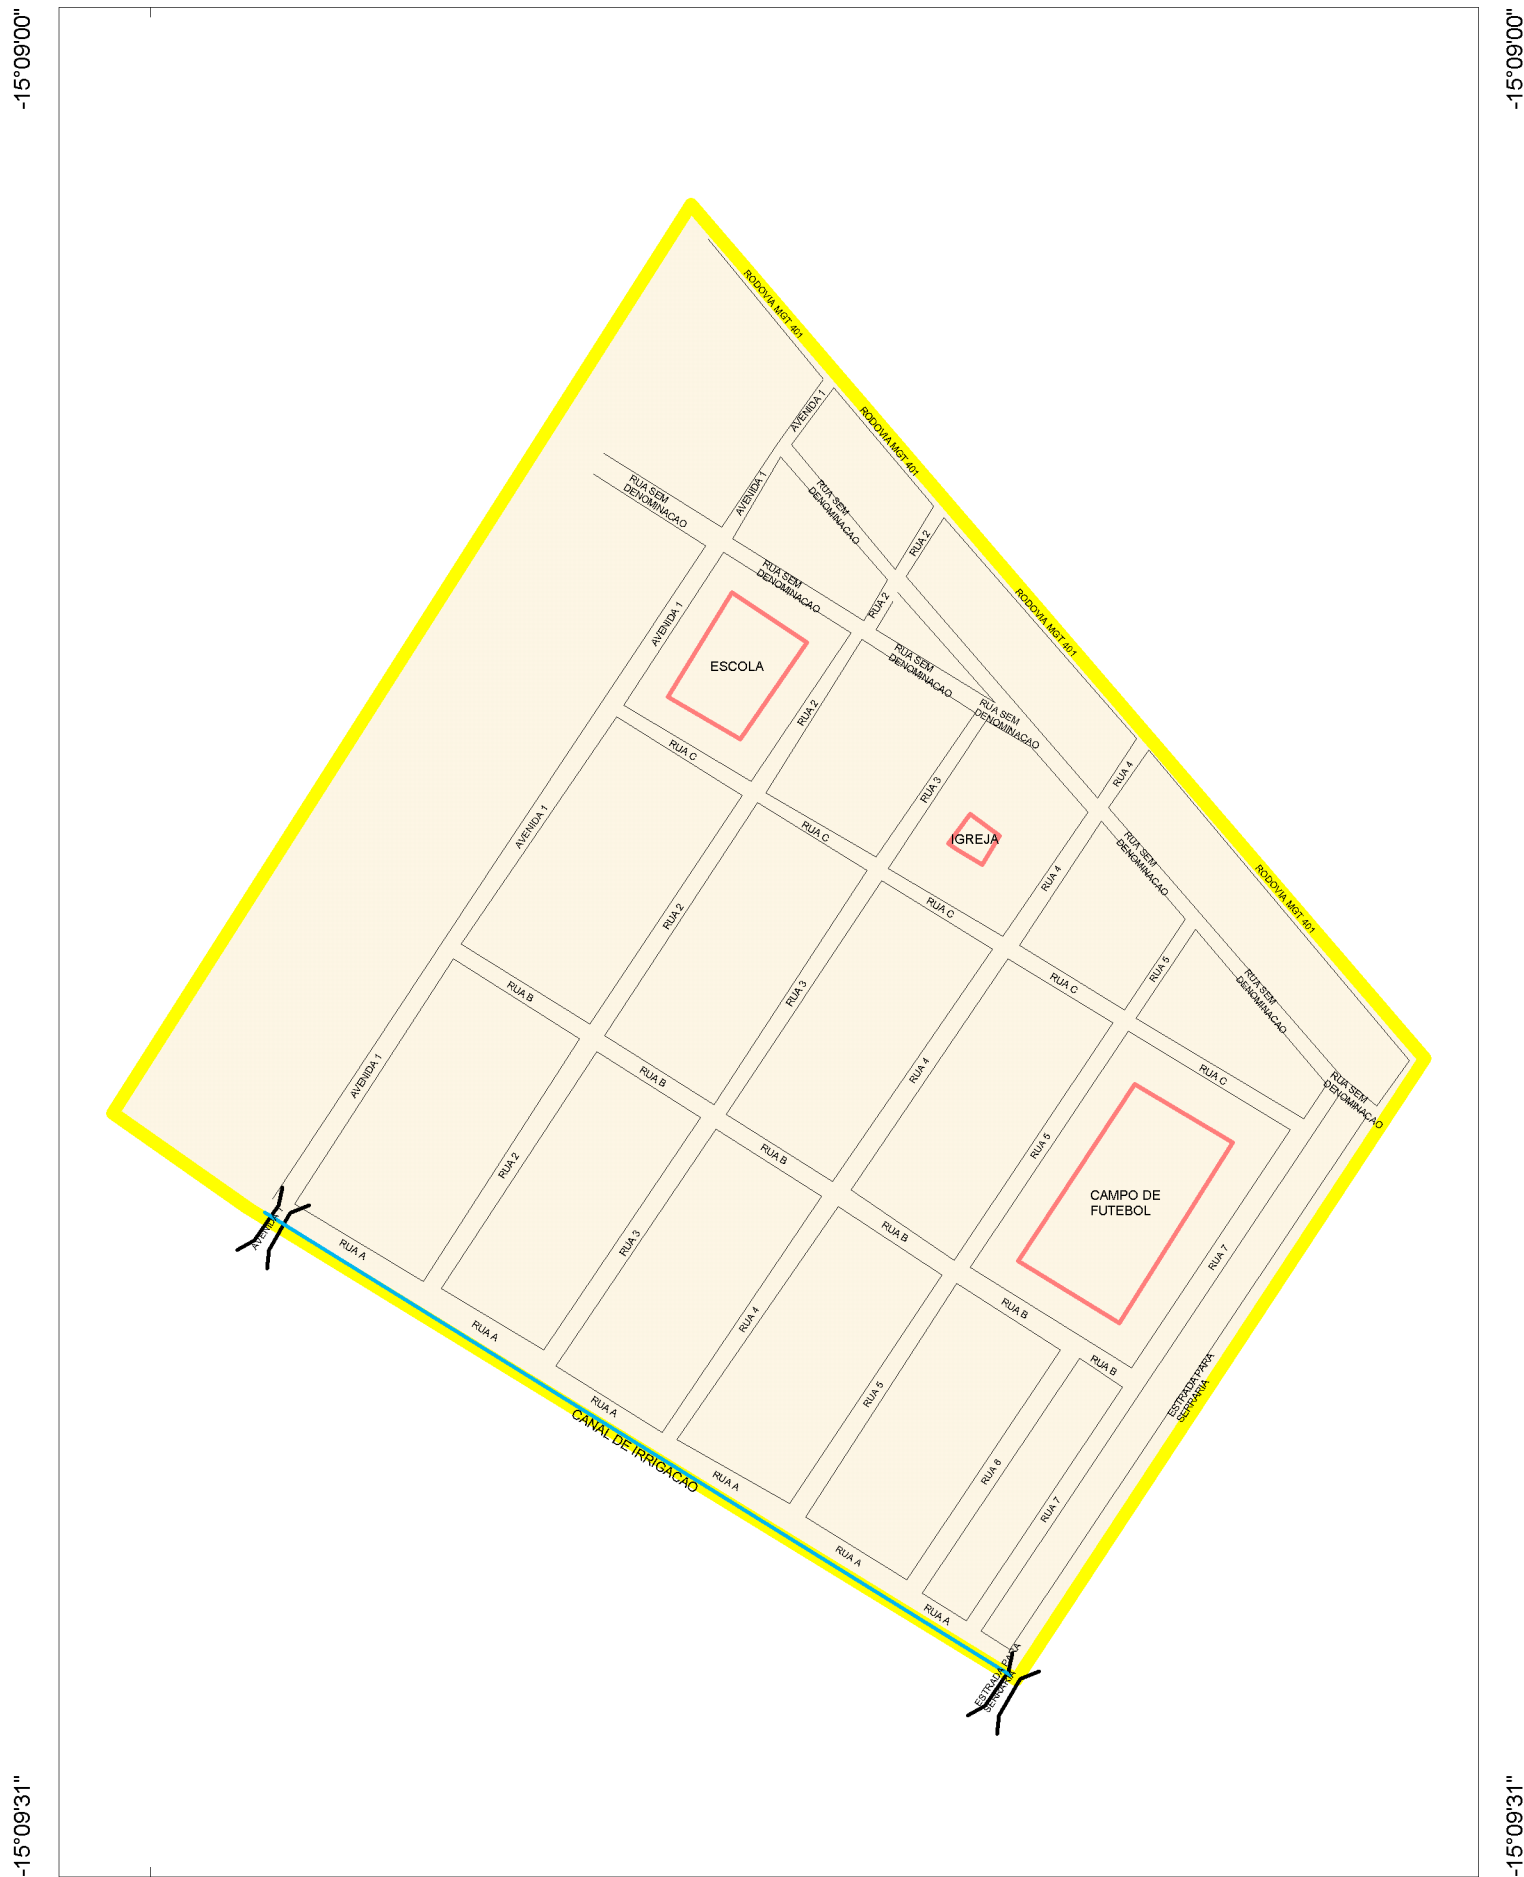 -15°09'00"
-15°09'00"
RODOVIA MGT 401
AVENIDA 1
RODOVIA MGT 401
RUA SEM
DENOMINACAO
AVENIDA 1
RUA SEM
DENOMINACAO
RUA 2
RUA SEM
DENOMINACAO
RUA 2
AVENIDA 1
RODOVIA MGT 401
ESCOLA
RUA SEM
DENOMINACAO
RUA 2
RUA SEM
DENOMINACAO
RUA C
RUA 4
RUA 3
AVENIDA 1
RUA C
IGREJA
RUA SEM
DENOMINACAO
RUA 4
RODOVIA MGT 401
RUA C
RUA 2
RUA 5
RUA C
RUA B
RUA 3
RUA SEM
DENOMINACAO
AVENIDA 1
RUA B
RUA 4
RUA C
RUA SEM
DENOMINACAO
RUA 2
RUA B
RUA 5
CAMPO DE
FUTEBOL
AVENIDA 1
RUA A
RUA 3
RUA B
RUA 7
RUA A
RUA 4
RUA B
RUA B
ESTRADA PARA
SERRARIA
RUA 5
RUA A
CANAL DE IRRIGACAO
RUA A
RUA 6
RUA 7
RUA A
RUA A
ESTRADA PARA
SERRARIA
-15°09'31"
-15°09'31"